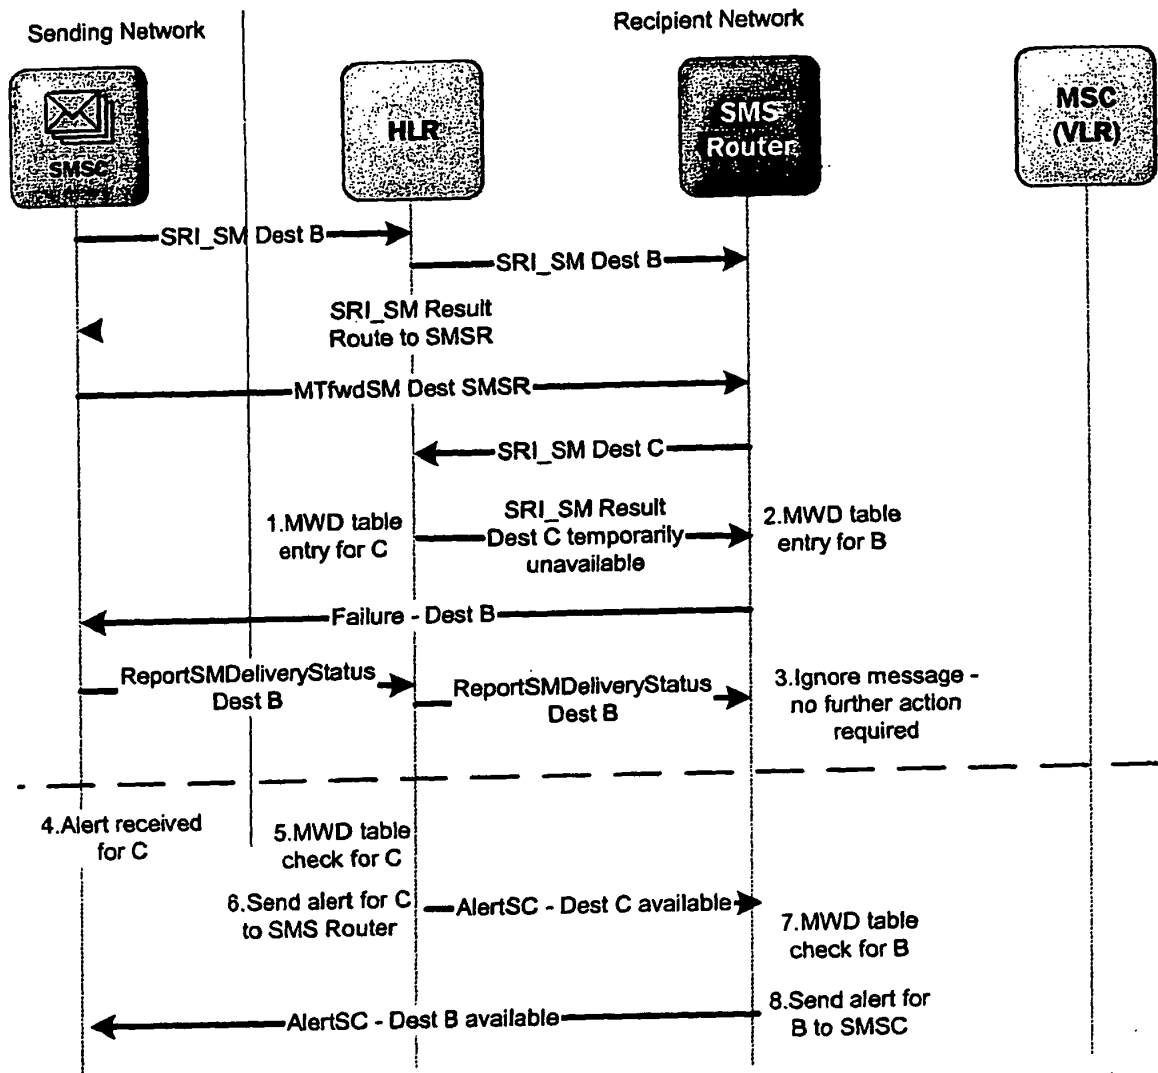 Sending Network
Recipient Network
SMSC
HLR
SMS
Router
MSC
(VLR)
SRI_SM Dest B
SRI_SM Dest B
SRI_SM Result
Route to SMSR
MTfwdSM Dest SMSR
SRI_SM Dest C
1.MWD table
entry for C
SRI_SM Result
Dest C temporarily
unavailable
2.MWD table
entry for B
Failure - Dest B
ReportSMDeliveryStatus
Dest B
ReportSMDeliveryStatus
Dest B
3.Ignore message -
no further action
required
4.Alert received
for C
5.MWD table
check for C
6.Send alert for C
to SMS Router
AlertSC - Dest C available
7.MWD table
check for B
8.Send alert for
B to SMSC
AlertSC - Dest B available